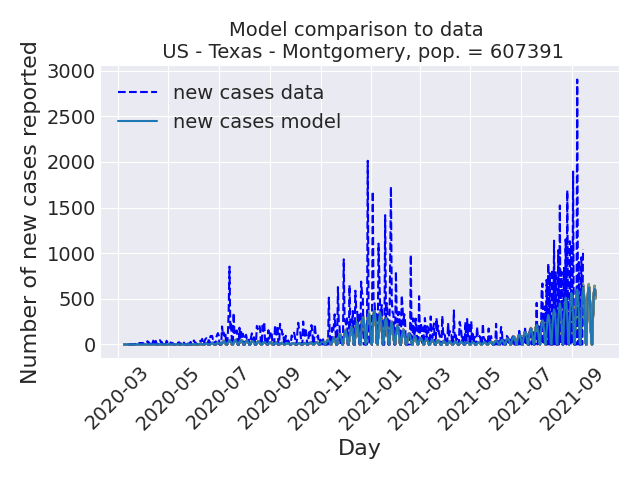 Model comparison to data
US - Texas - Montgomery, pop. = 607391
Number of new cases reported
3000
2500
2000
1500
1000
500
0
new cases data
new cases model
2020-03
2020-05
2020-07
2020-09
2020-11
2021-01
2021-03
2021-05
2021-07
2021-09
Day